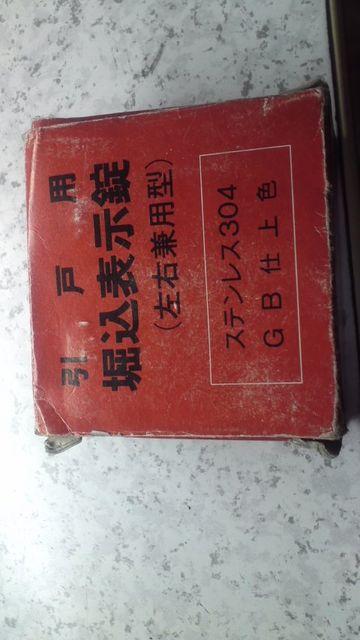 引戸用
堀込表示錠
(左右兼用型)
ステンレス304
GB仕上色